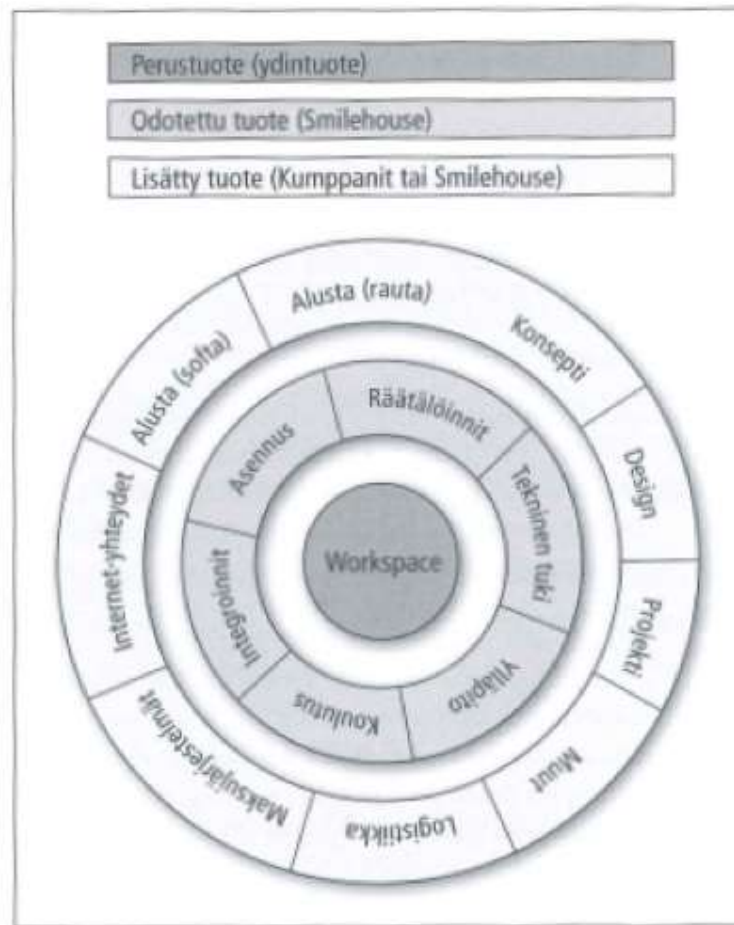 Perustuote (ydintuote)
Odotettu tuote (Smilehouse)
Lisätty tuote (Kumppanit tai Smilehouse)
Alusta (rauta)
Konsepti
Design
Projekti
Muut
Logistiikka
Maksujärjestelmät
Internet-yhteydet
Alusta (softa)
Räätälöinnit
Tekninen tuki
Ylläpito
Koulutus
Integroinnit
Asennus
Workspace